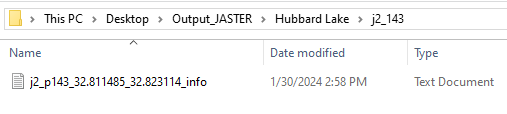 This PC > Desktop > Output_JASTER > Hubbard Lake > j2_143
Name Date modified Type
j2_p143_32.811485_32.823114_info 1/30/2024 2:58 PM Text Document